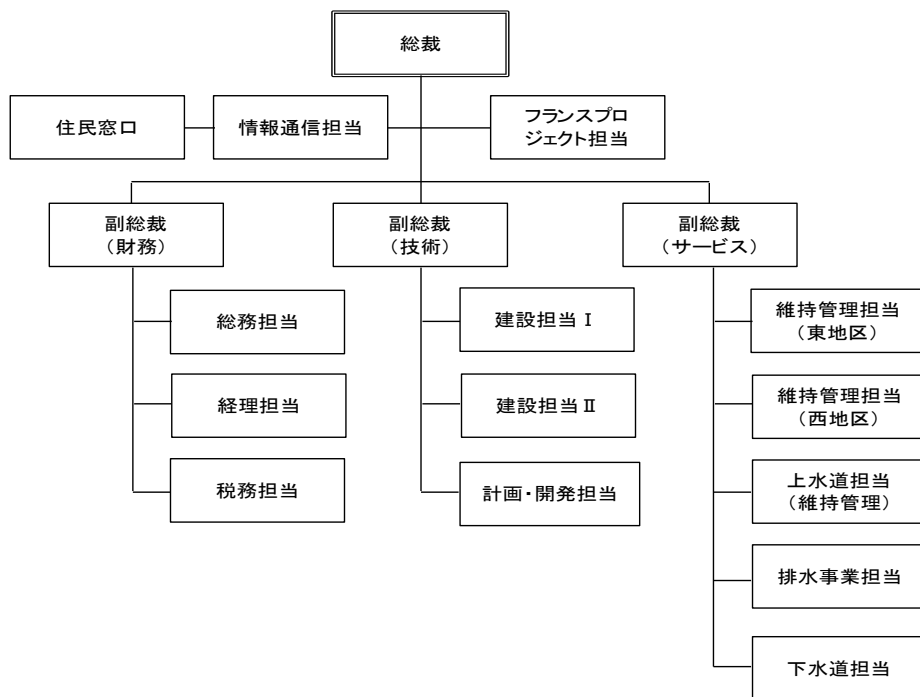 総裁
住民窓口
情報通信担当
フランスプロ
ジェクト担当
副総裁
（財務）
副総裁
（技術）
副総裁
（サービス）
総務担当
経理担当
税務担当
建設担当Ⅰ
建設担当Ⅱ
計画・開発担当
維持管理担当
（東地区）
維持管理担当
（西地区）
上水道担当
（維持管理）
排水事業担当
下水道担当